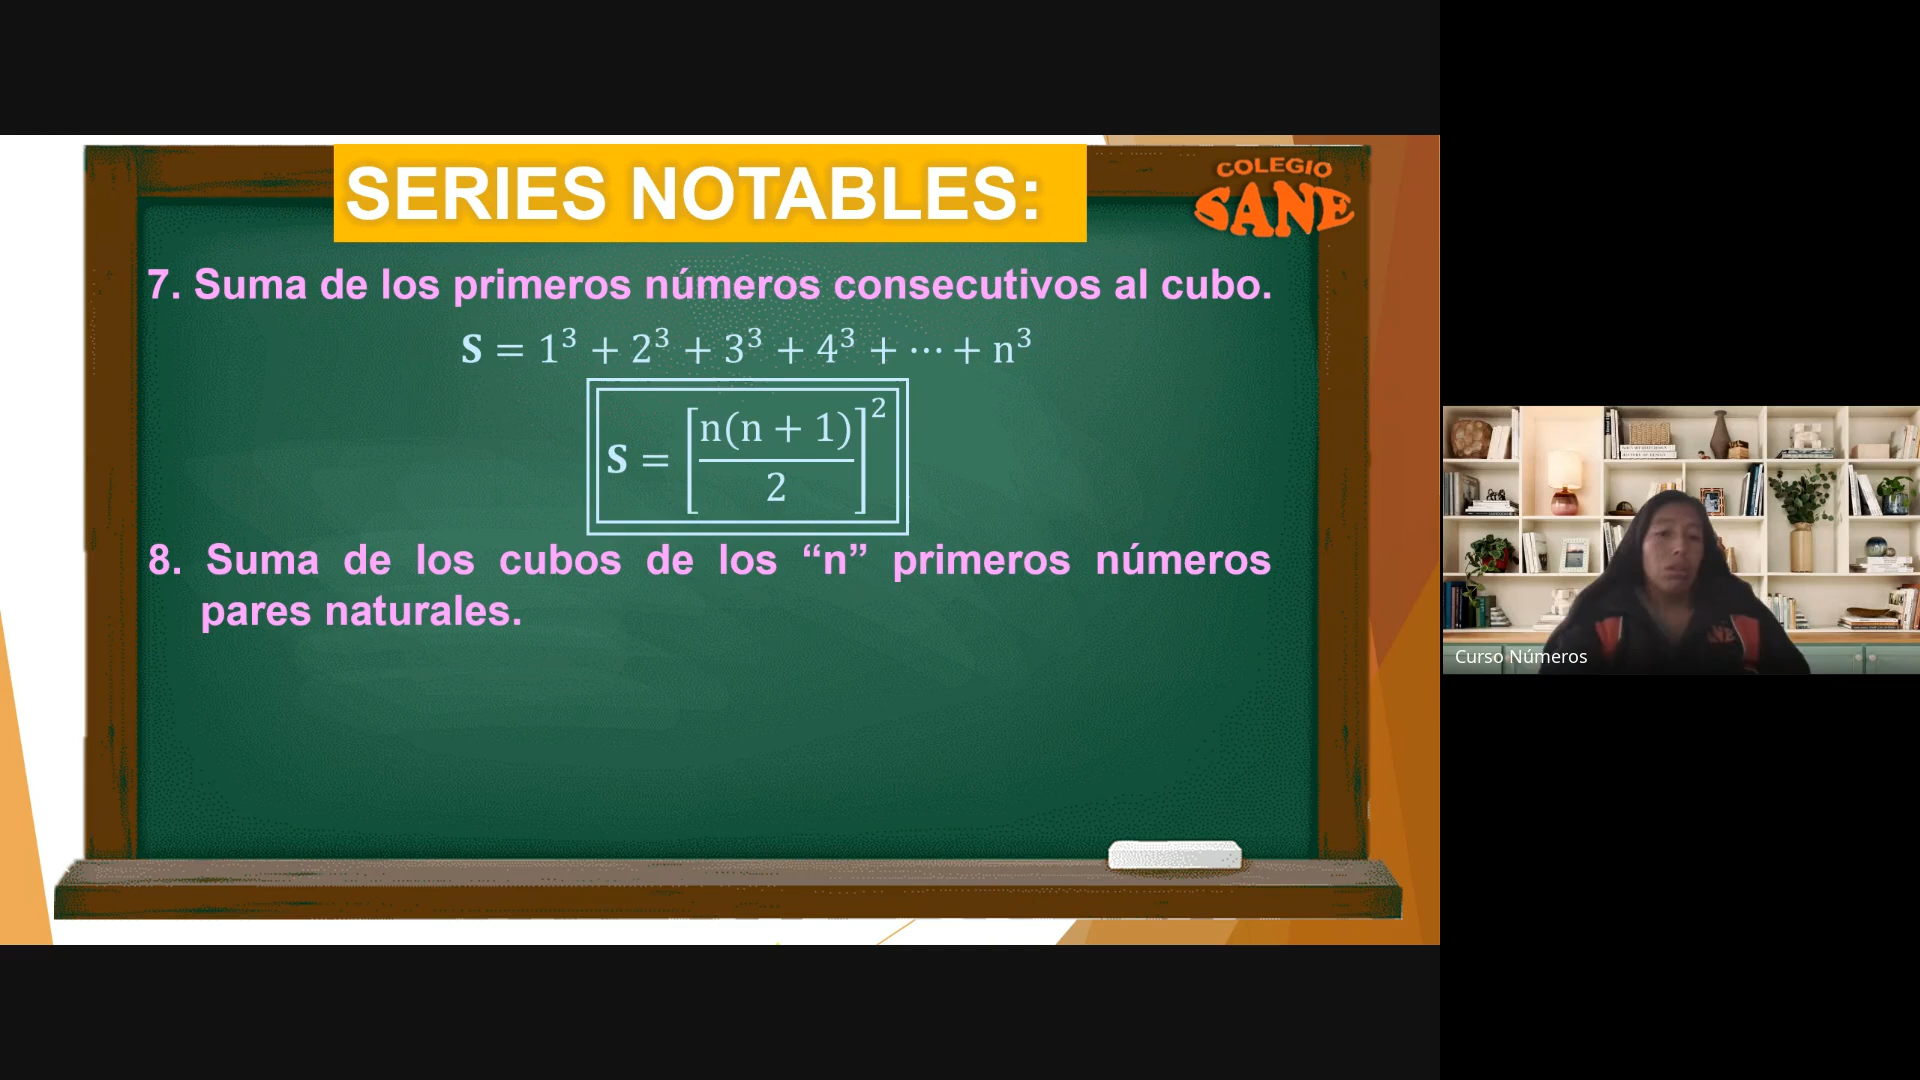 SERIES NOTABLES:
COLEGIO
SANE
7. Suma de los primeros números consecutivos al cubo.
S = 1³ + 2³ + 3³ + 4³ + ⋯ + n³
S = [n(n + 1)/2]²
8. Suma de los cubos de los “n” primeros números
pares naturales.
Curso Números